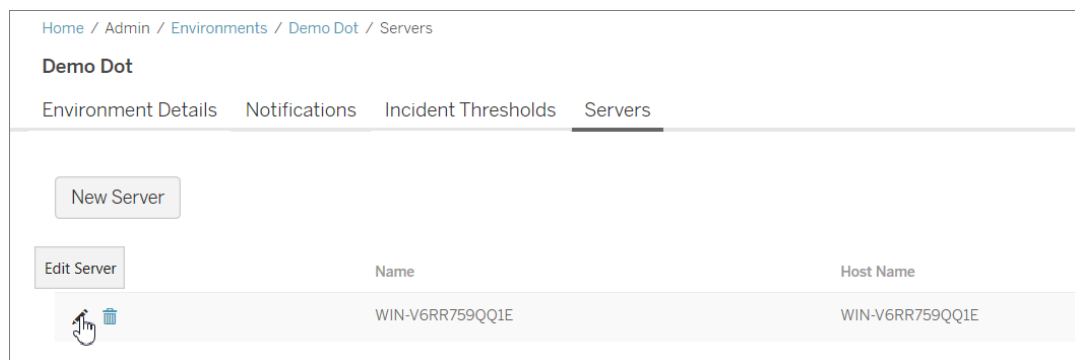 Home / Admin / Environments / Demo Dot / Servers
Demo Dot
Environment Details Notifications Incident Thresholds Servers
New Server
Edit Server Name Host Name
WIN-V6RR759QQ1E WIN-V6RR759QQ1E